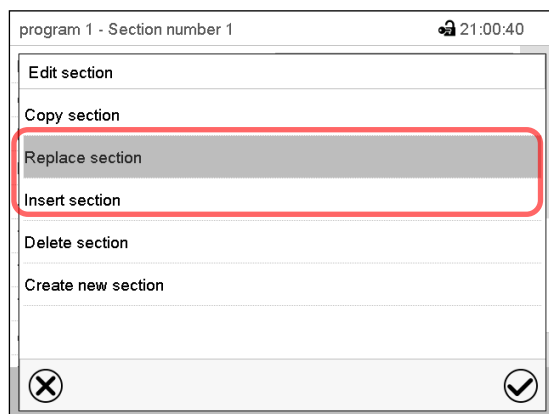 program 1 - Section number 1 21:00:40
Edit section
Copy section
Replace section
Insert section
Delete section
Create new section